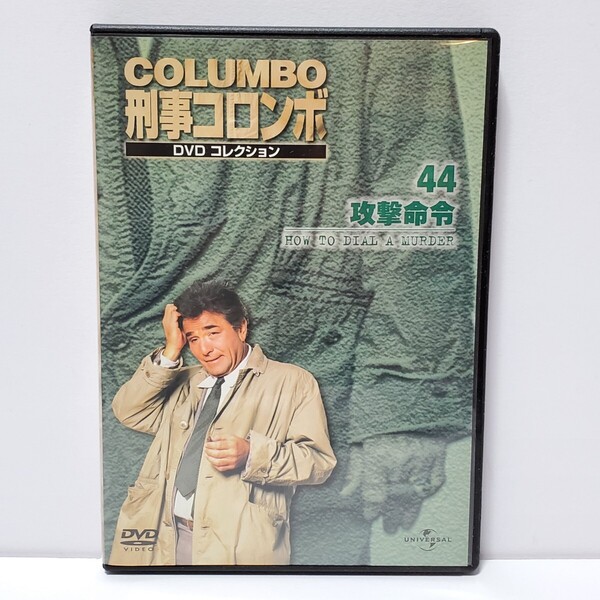 COLUMBO
刑事コロンボ
DVD コレクション
44
攻撃命令
HOW TO DIAL A MURDER
DVD
VIDEO
UNIVERSAL